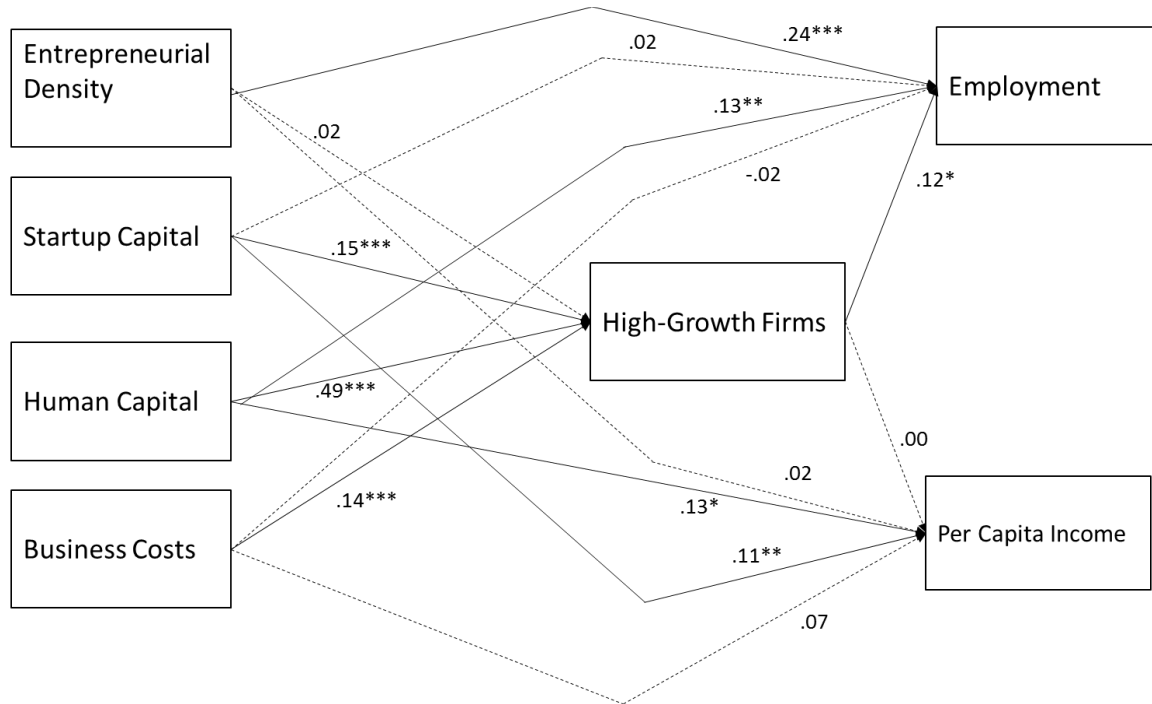 Entrepreneurial
Density
Startup Capital
Human Capital
Business Costs
High-Growth Firms
Employment
Per Capita Income
.24***
.02
.13**
.02
-.02
.12*
.15***
.49***
.00
.14***
.02
.13*
.11**
.07